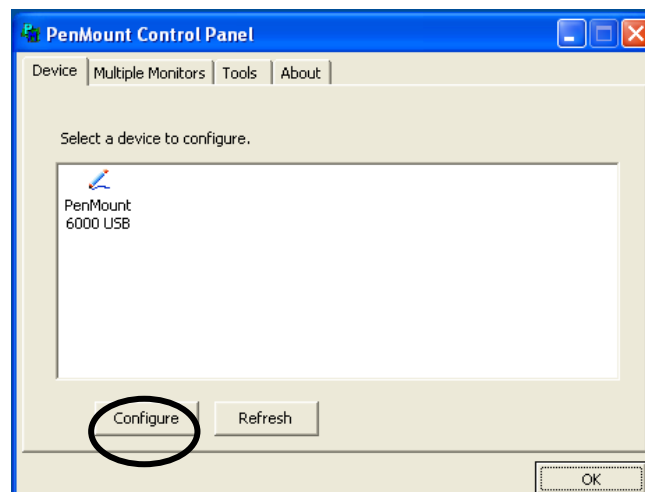 PenMount Control Panel
Device Multiple Monitors Tools About
Select a device to configure.
PenMount
6000 USB
Configure Refresh
OK